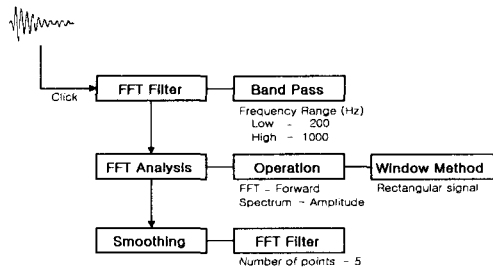 Click
FFT Filter
Band Pass
Frequency Range (Hz)
Low - 200
High - 1000
FFT Analysis
Operation
Window Method
FFT - Forward
Spectrum - Amplitude
Rectangular signal
Smoothing
FFT Filter
Number of points - 5